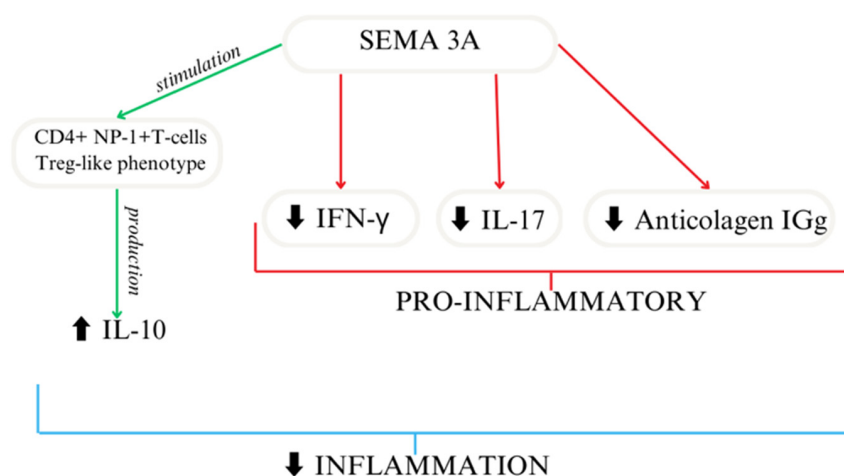 SEMA 3A
stimulation
CD4+ NP-1+T-cells
Treg-like phenotype
production
IFN-γ
IL-17
Anticolagen IGg
PRO-INFLAMMATORY
IL-10
INFLAMMATION